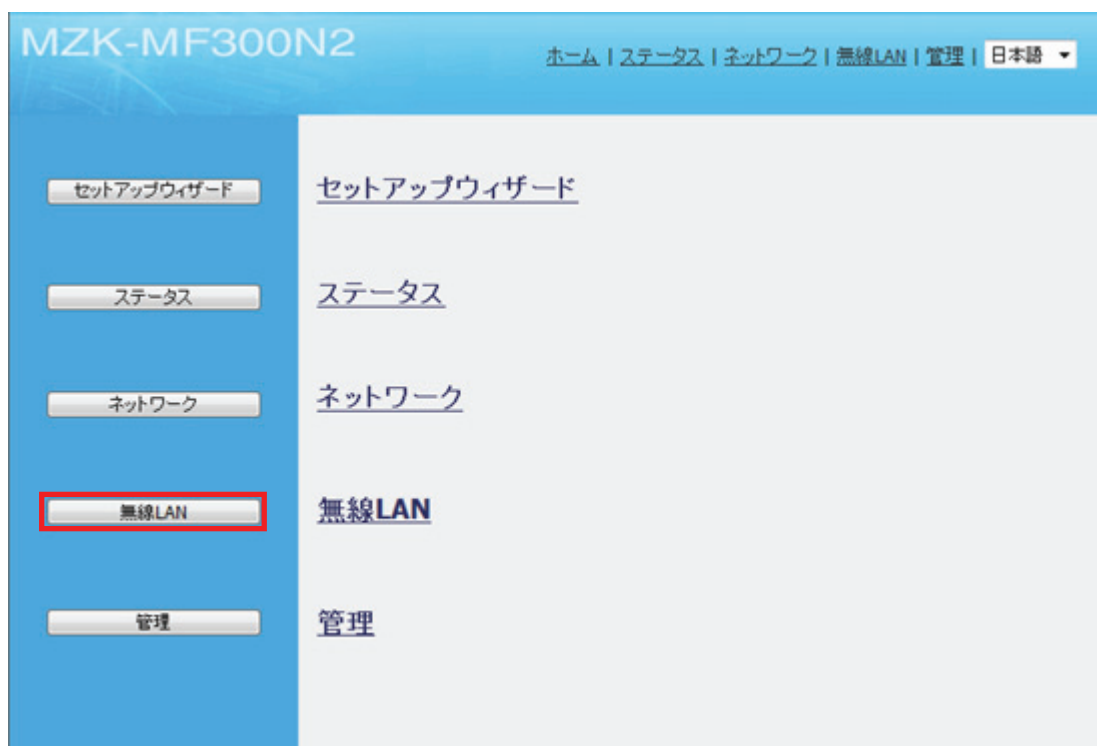 MZK-MF300N2
ホーム | ステータス | ネットワーク | 無線LAN | 管理 | 日本語
セットアップウィザード セットアップウィザード
ステータス ステータス
ネットワーク ネットワーク
無線LAN 無線LAN
管理 管理